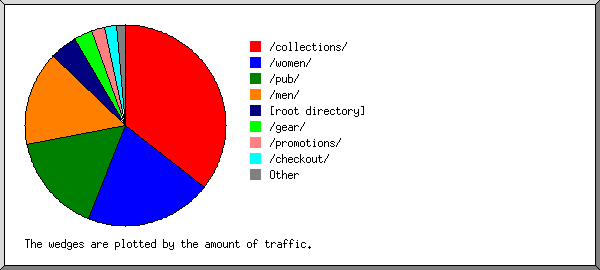 /collections/
/women/
/pub/
/men/
[root directory]
/gear/
/promotions/
/checkout/
Other
The wedges are plotted by the amount of traffic.